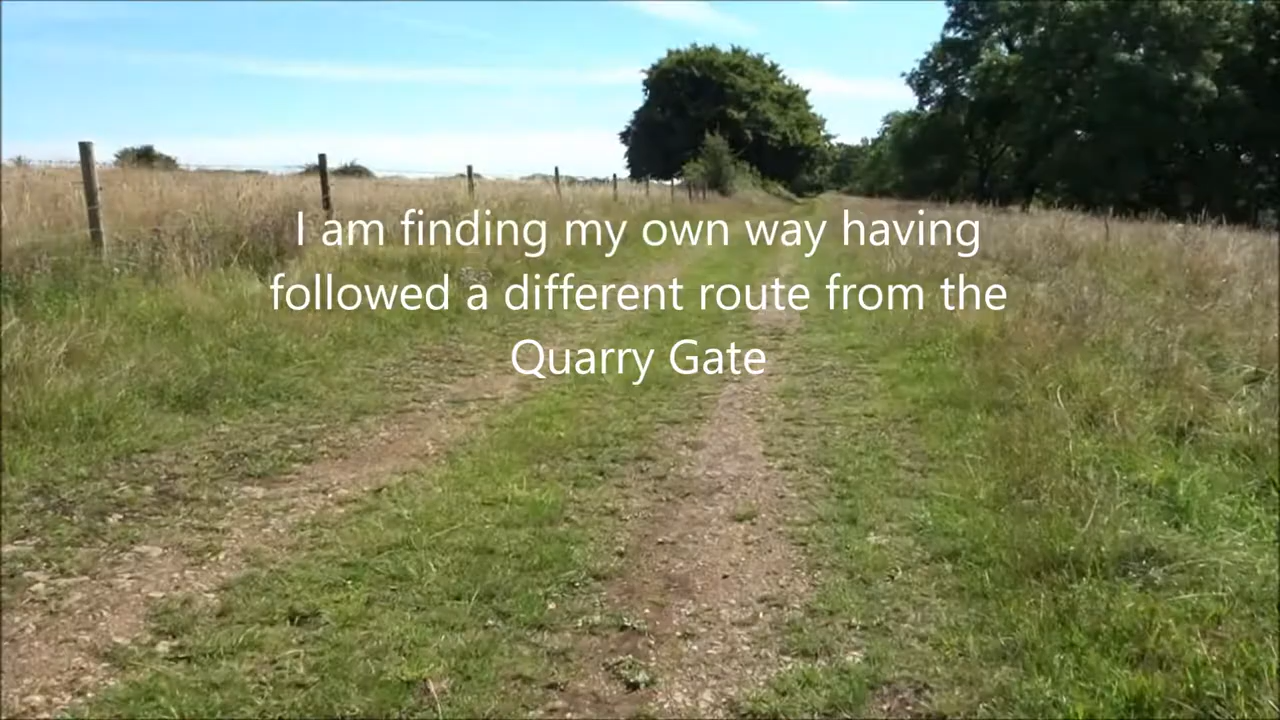 I am finding my own way having
followed a different route from the
Quarry Gate